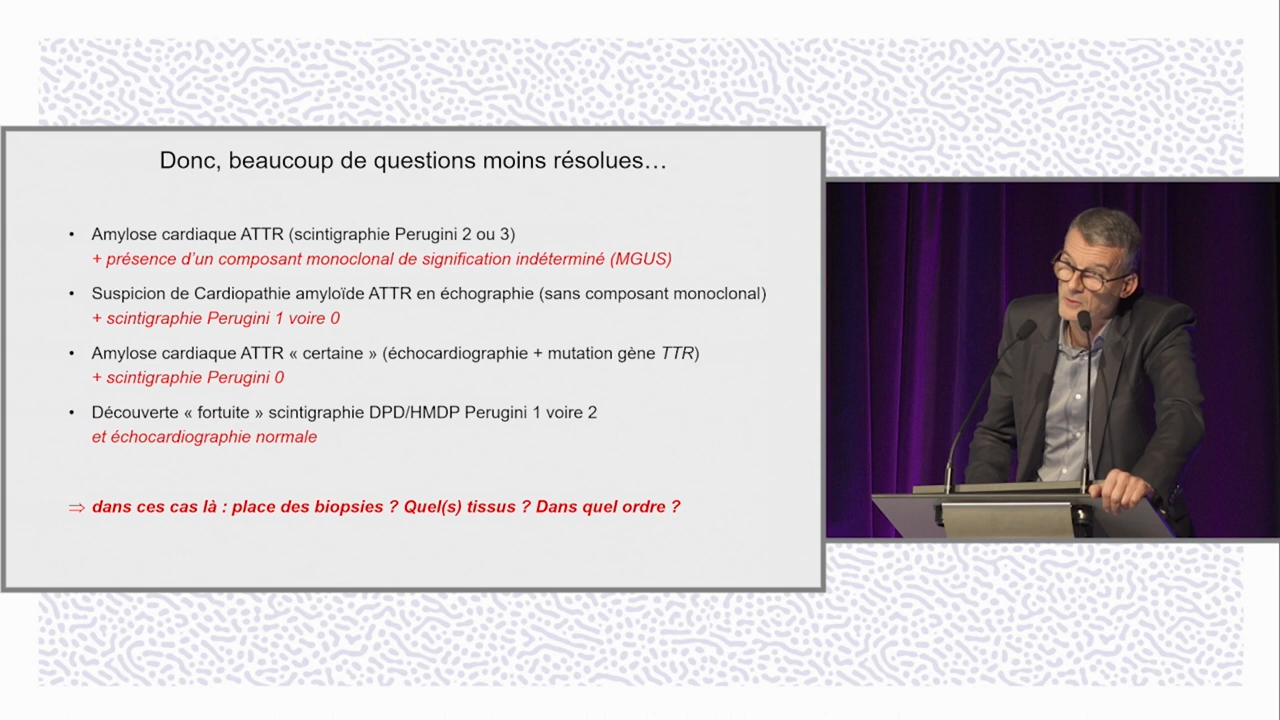 Donc, beaucoup de questions moins résolues…
• Amylose cardiaque ATTR (scintigraphie Perugini 2 ou 3)
+ présence d'un composant monoclonal de signification indéterminé (MGUS)
• Suspicion de Cardiopathie amyloïde ATTR en échographie (sans composant monoclonal)
+ scintigraphie Perugini 1 voire 0
• Amylose cardiaque ATTR « certaine » (échocardiographie + mutation gène TTR)
+ scintigraphie Perugini 0
• Découverte « fortuite » scintigraphie DPD/HMDP Perugini 1 voire 2
et échocardiographie normale
⇒ dans ces cas là : place des biopsies ? Quel(s) tissus ? Dans quel ordre ?